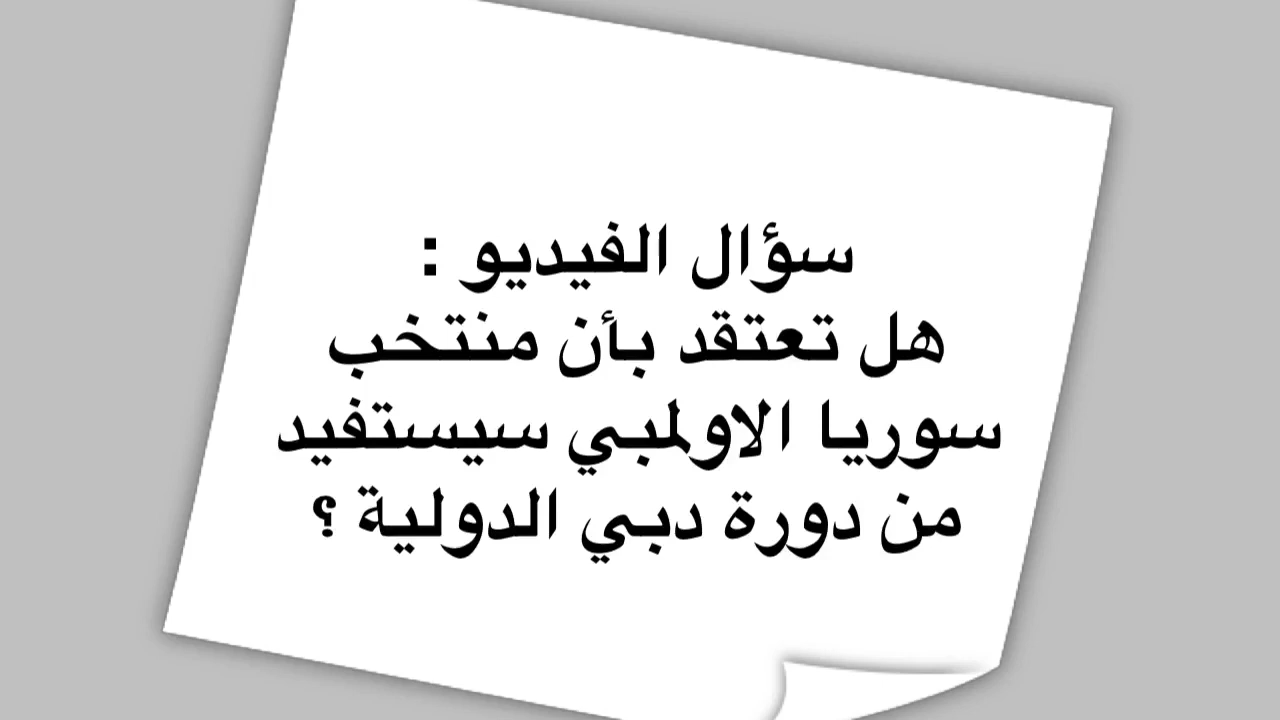 سؤال الفيديو :
هل تعتقد بأن منتخب
سوريا الاولمبي سيستفيد
من دورة دبي الدولية ؟